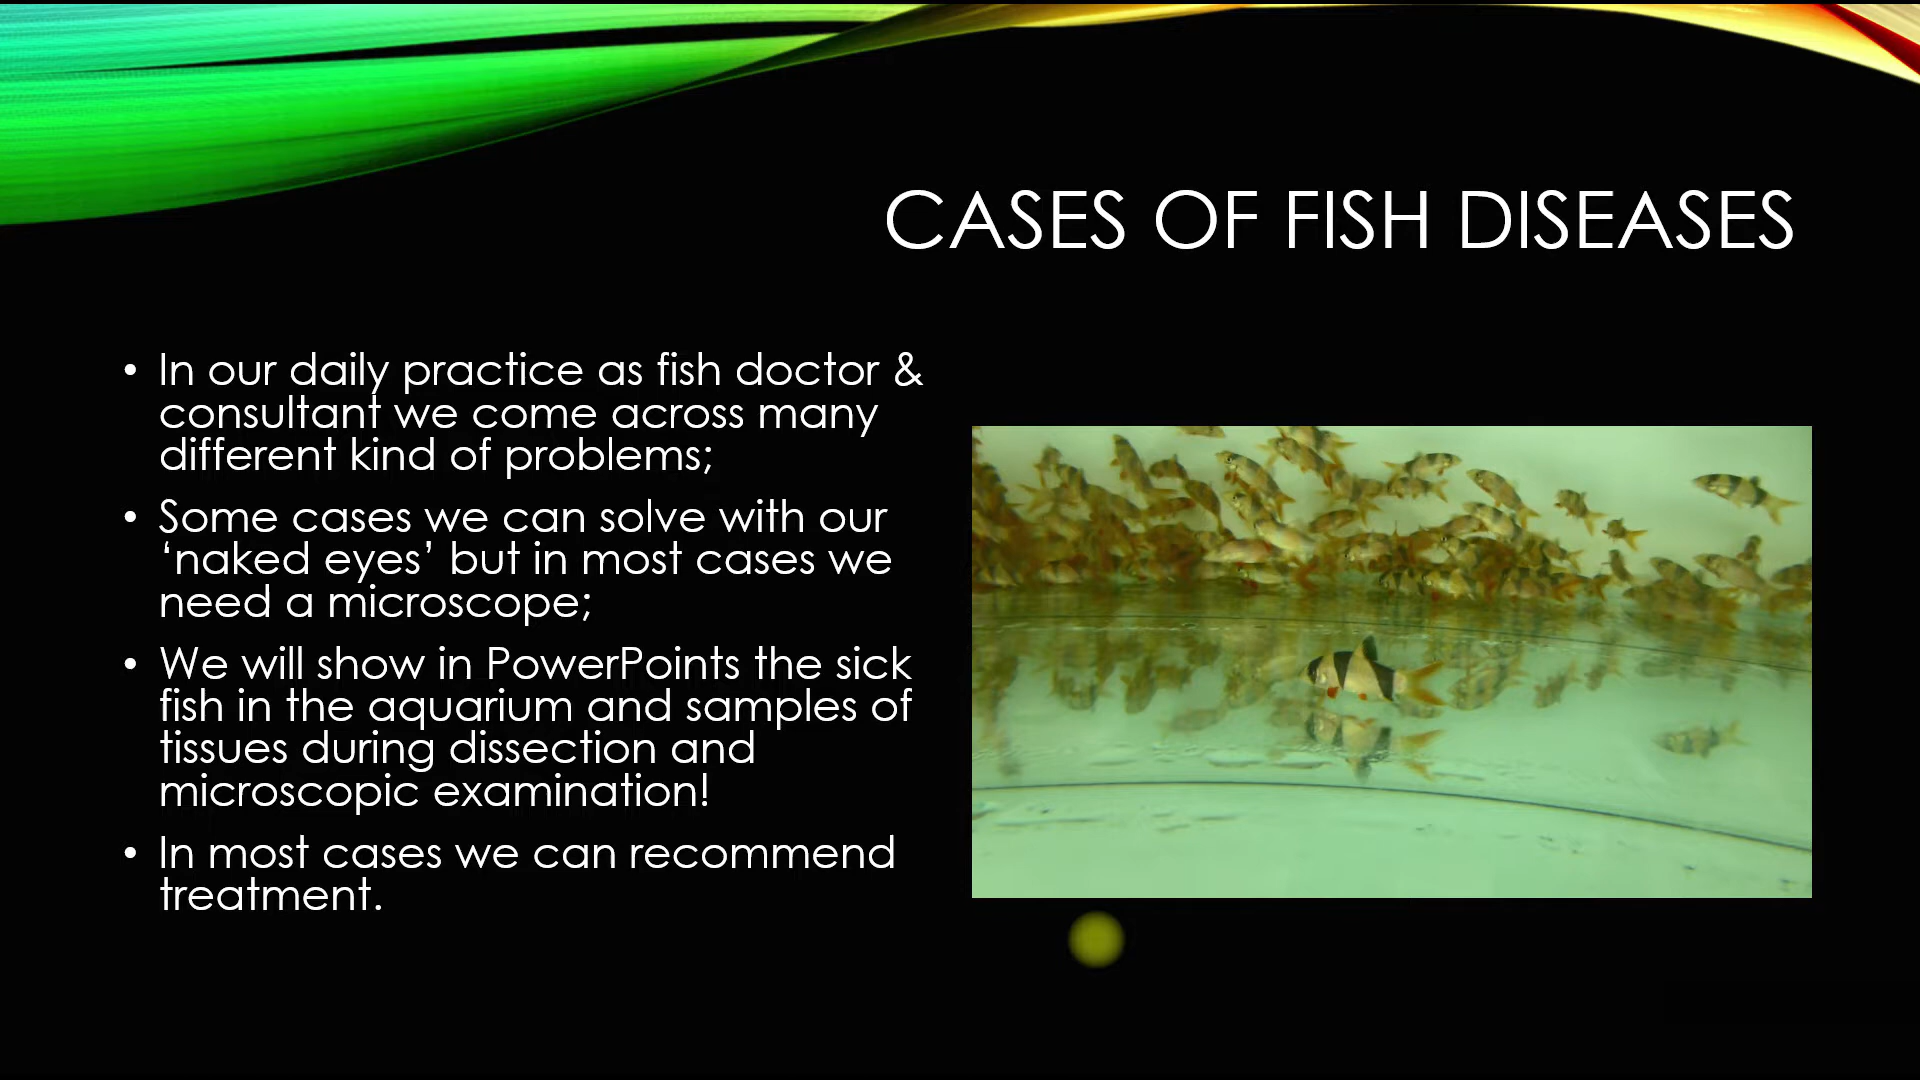 CASES OF FISH DISEASES
• In our daily practice as fish doctor &
consultant we come across many
different kind of problems;
• Some cases we can solve with our
‘naked eyes’ but in most cases we
need a microscope;
• We will show in PowerPoints the sick
fish in the aquarium and samples of
tissues during dissection and
microscopic examination!
• In most cases we can recommend
treatment.